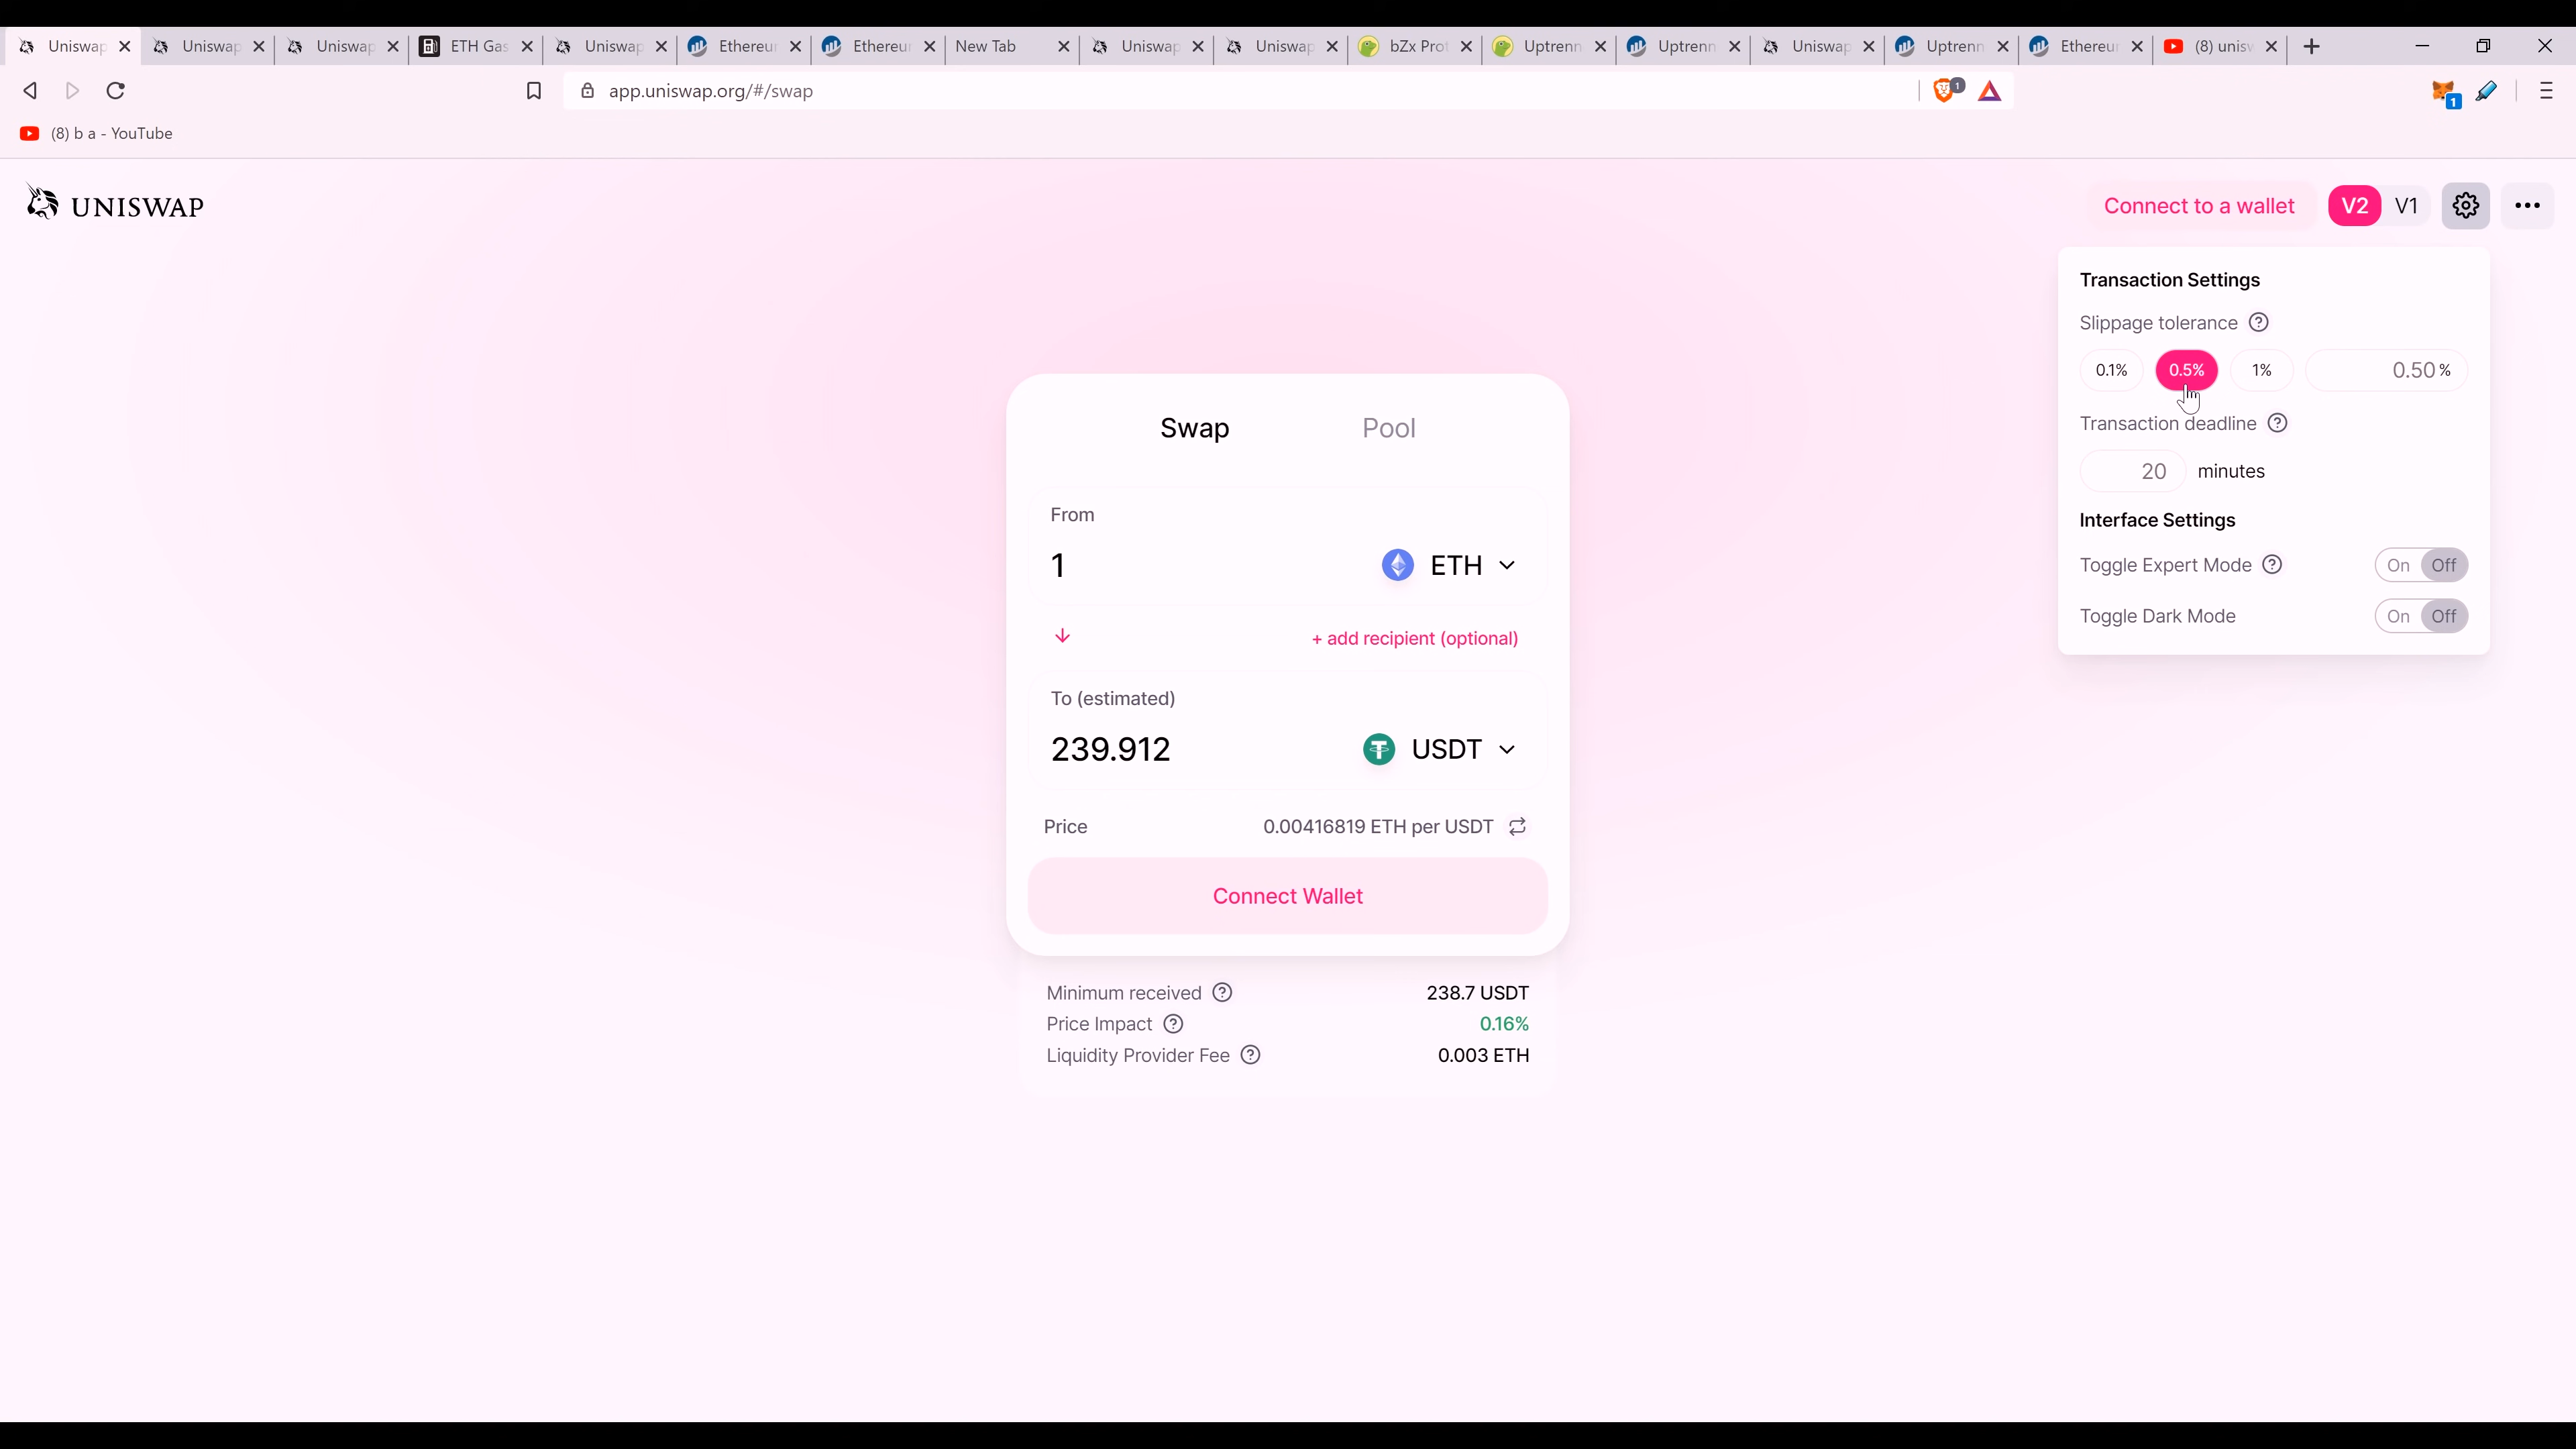 Uniswap Uniswap Uniswap ETH Gas Uniswap Ethereum Ethereum New Tab Uniswap Uniswap bZx Prot Uptrenn Uptrenn Uniswap Uptrenn Ethereum (8) unisw
app.uniswap.org/#/swap 1 1
(8) b a - YouTube
UNISWAP Connect to a wallet V2 V1
Transaction Settings
Slippage tolerance ?
0.1% 0.5% 1% 0.50 %
Transaction deadline ?
20 minutes
Interface Settings
Toggle Expert Mode ? On Off
Toggle Dark Mode On Off
Swap Pool
From
1 ETH
+ add recipient (optional)
To (estimated)
239.912 USDT
Price 0.00416819 ETH per USDT
Connect Wallet
Minimum received ? 238.7 USDT
Price Impact ? 0.16%
Liquidity Provider Fee ? 0.003 ETH